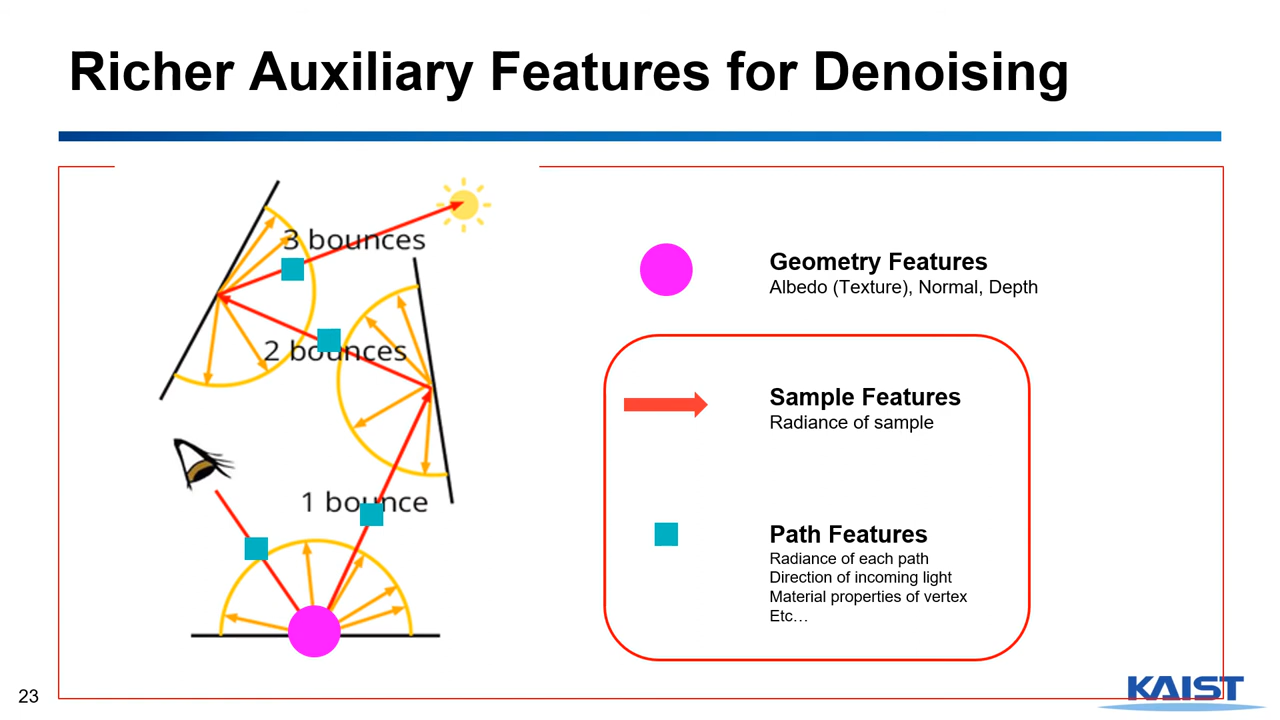 Richer Auxiliary Features for Denoising
3 bounces
2 bounces
1 bounce
Geometry Features
Albedo (Texture), Normal, Depth
Sample Features
Radiance of sample
Path Features
Radiance of each path
Direction of incoming light
Material properties of vertex
Etc…
23
KAIST